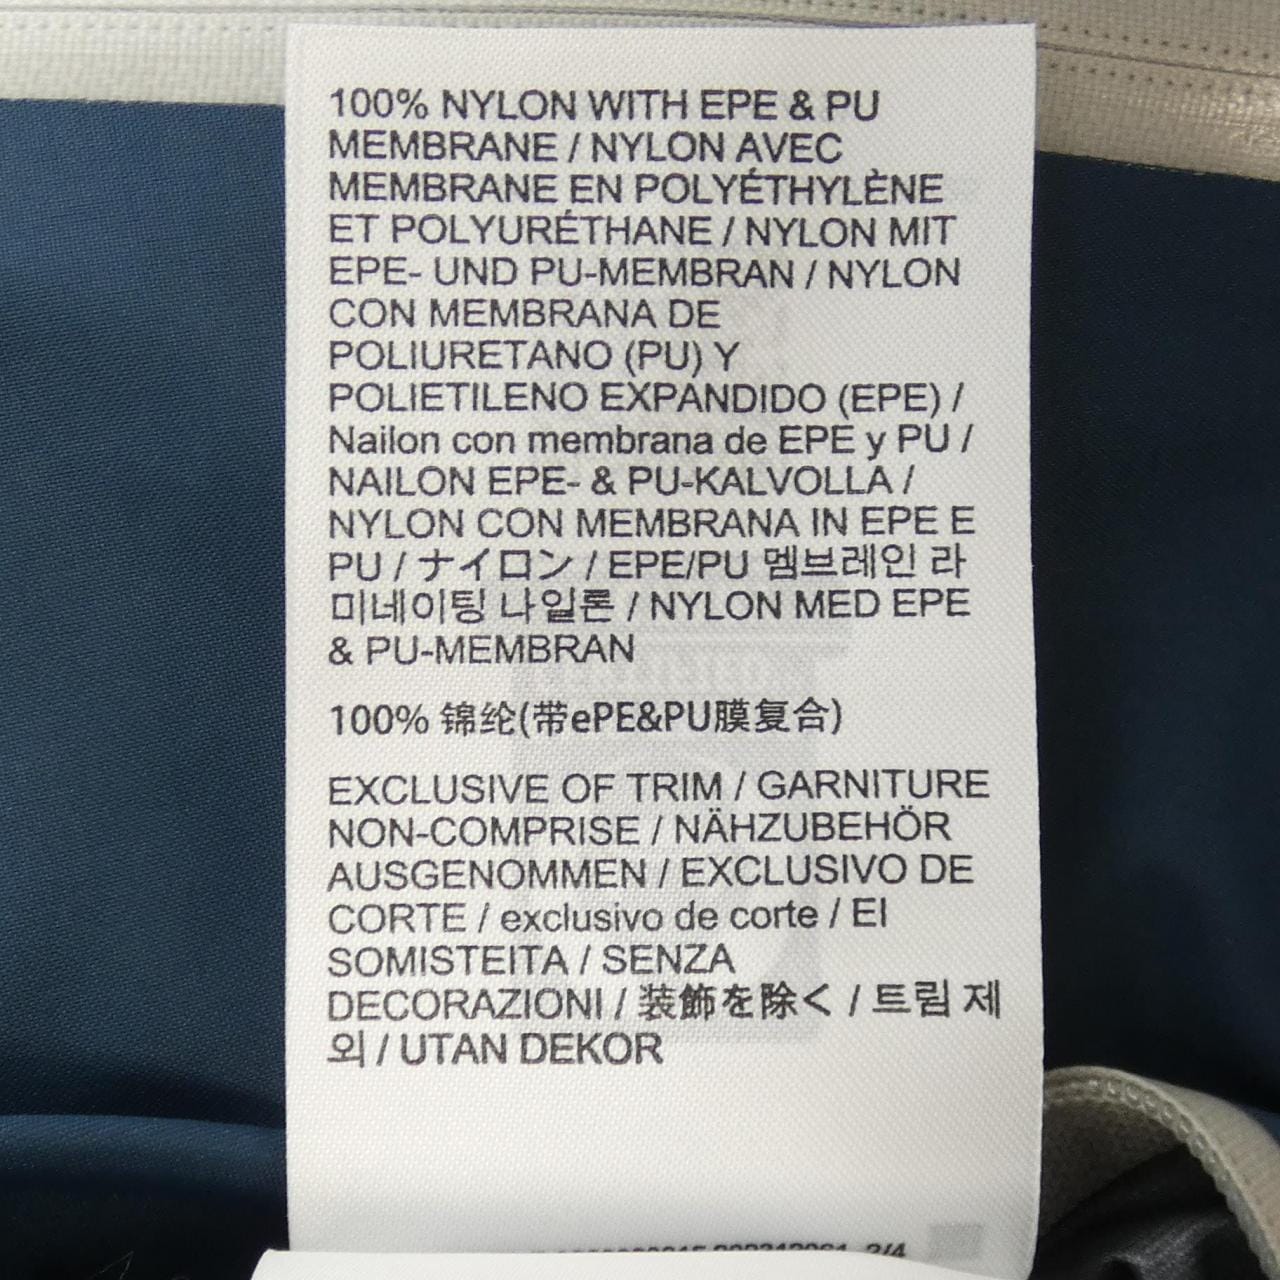 100% NYLON WITH EPE & PU
MEMBRANE / NYLON AVEC
MEMBRANE EN POLYÉTHYLÈNE
ET POLYURÉTHANE / NYLON MIT
EPE- UND PU-MEMBRAN / NYLON
CON MEMBRANA DE
POLIURETANO (PU) Y
POLIETILENO EXPANDIDO (EPE) /
Nailon con membrana de EPE y PU /
NAILON EPE- & PU-KALVOLLA /
NYLON CON MEMBRANA IN EPE E
PU / ナイロン / EPE/PU 멤브레인 라
미네이팅 나일론 / NYLON MED EPE
& PU-MEMBRAN
100% 锦纶(带ePE&PU膜复合)
EXCLUSIVE OF TRIM / GARNITURE
NON-COMPRISE / NÄHZUBEHÖR
AUSGENOMMEN / EXCLUSIVO DE
CORTE / exclusivo de corte / EI
SOMISTEITA / SENZA
DECORAZIONI / 装飾を除く / 트림 제
외 / UTAN DEKOR
2/4